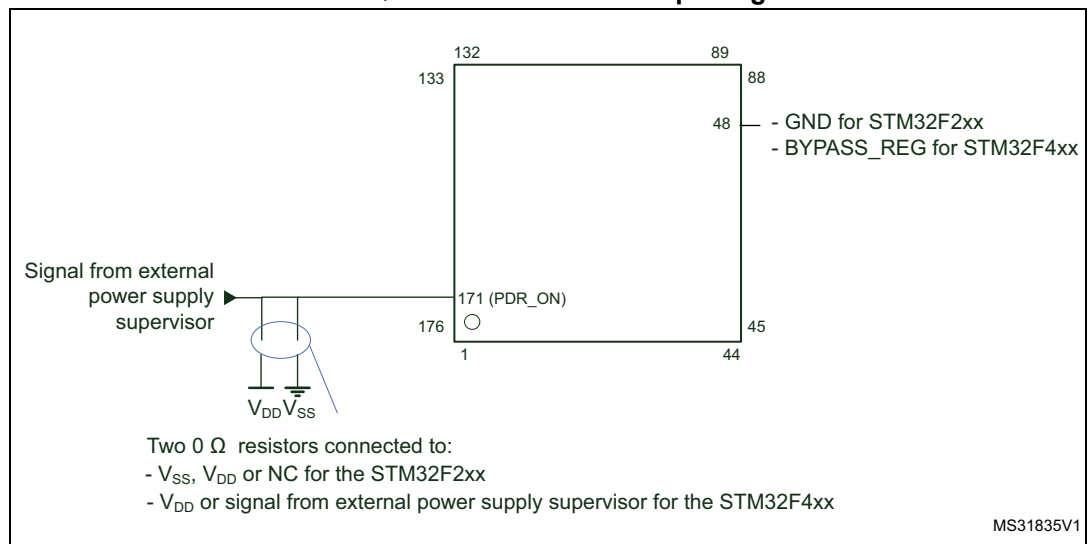 132
89
133
88
48
- GND for STM32F2xx
- BYPASS_REG for STM32F4xx
Signal from external
power supply
supervisor
171 (PDR_ON)
176
45
1
44
VDD VSS
Two 0 Ω resistors connected to:
- VSS, VDD or NC for the STM32F2xx
- VDD or signal from external power supply supervisor for the STM32F4xx
MS31835V1